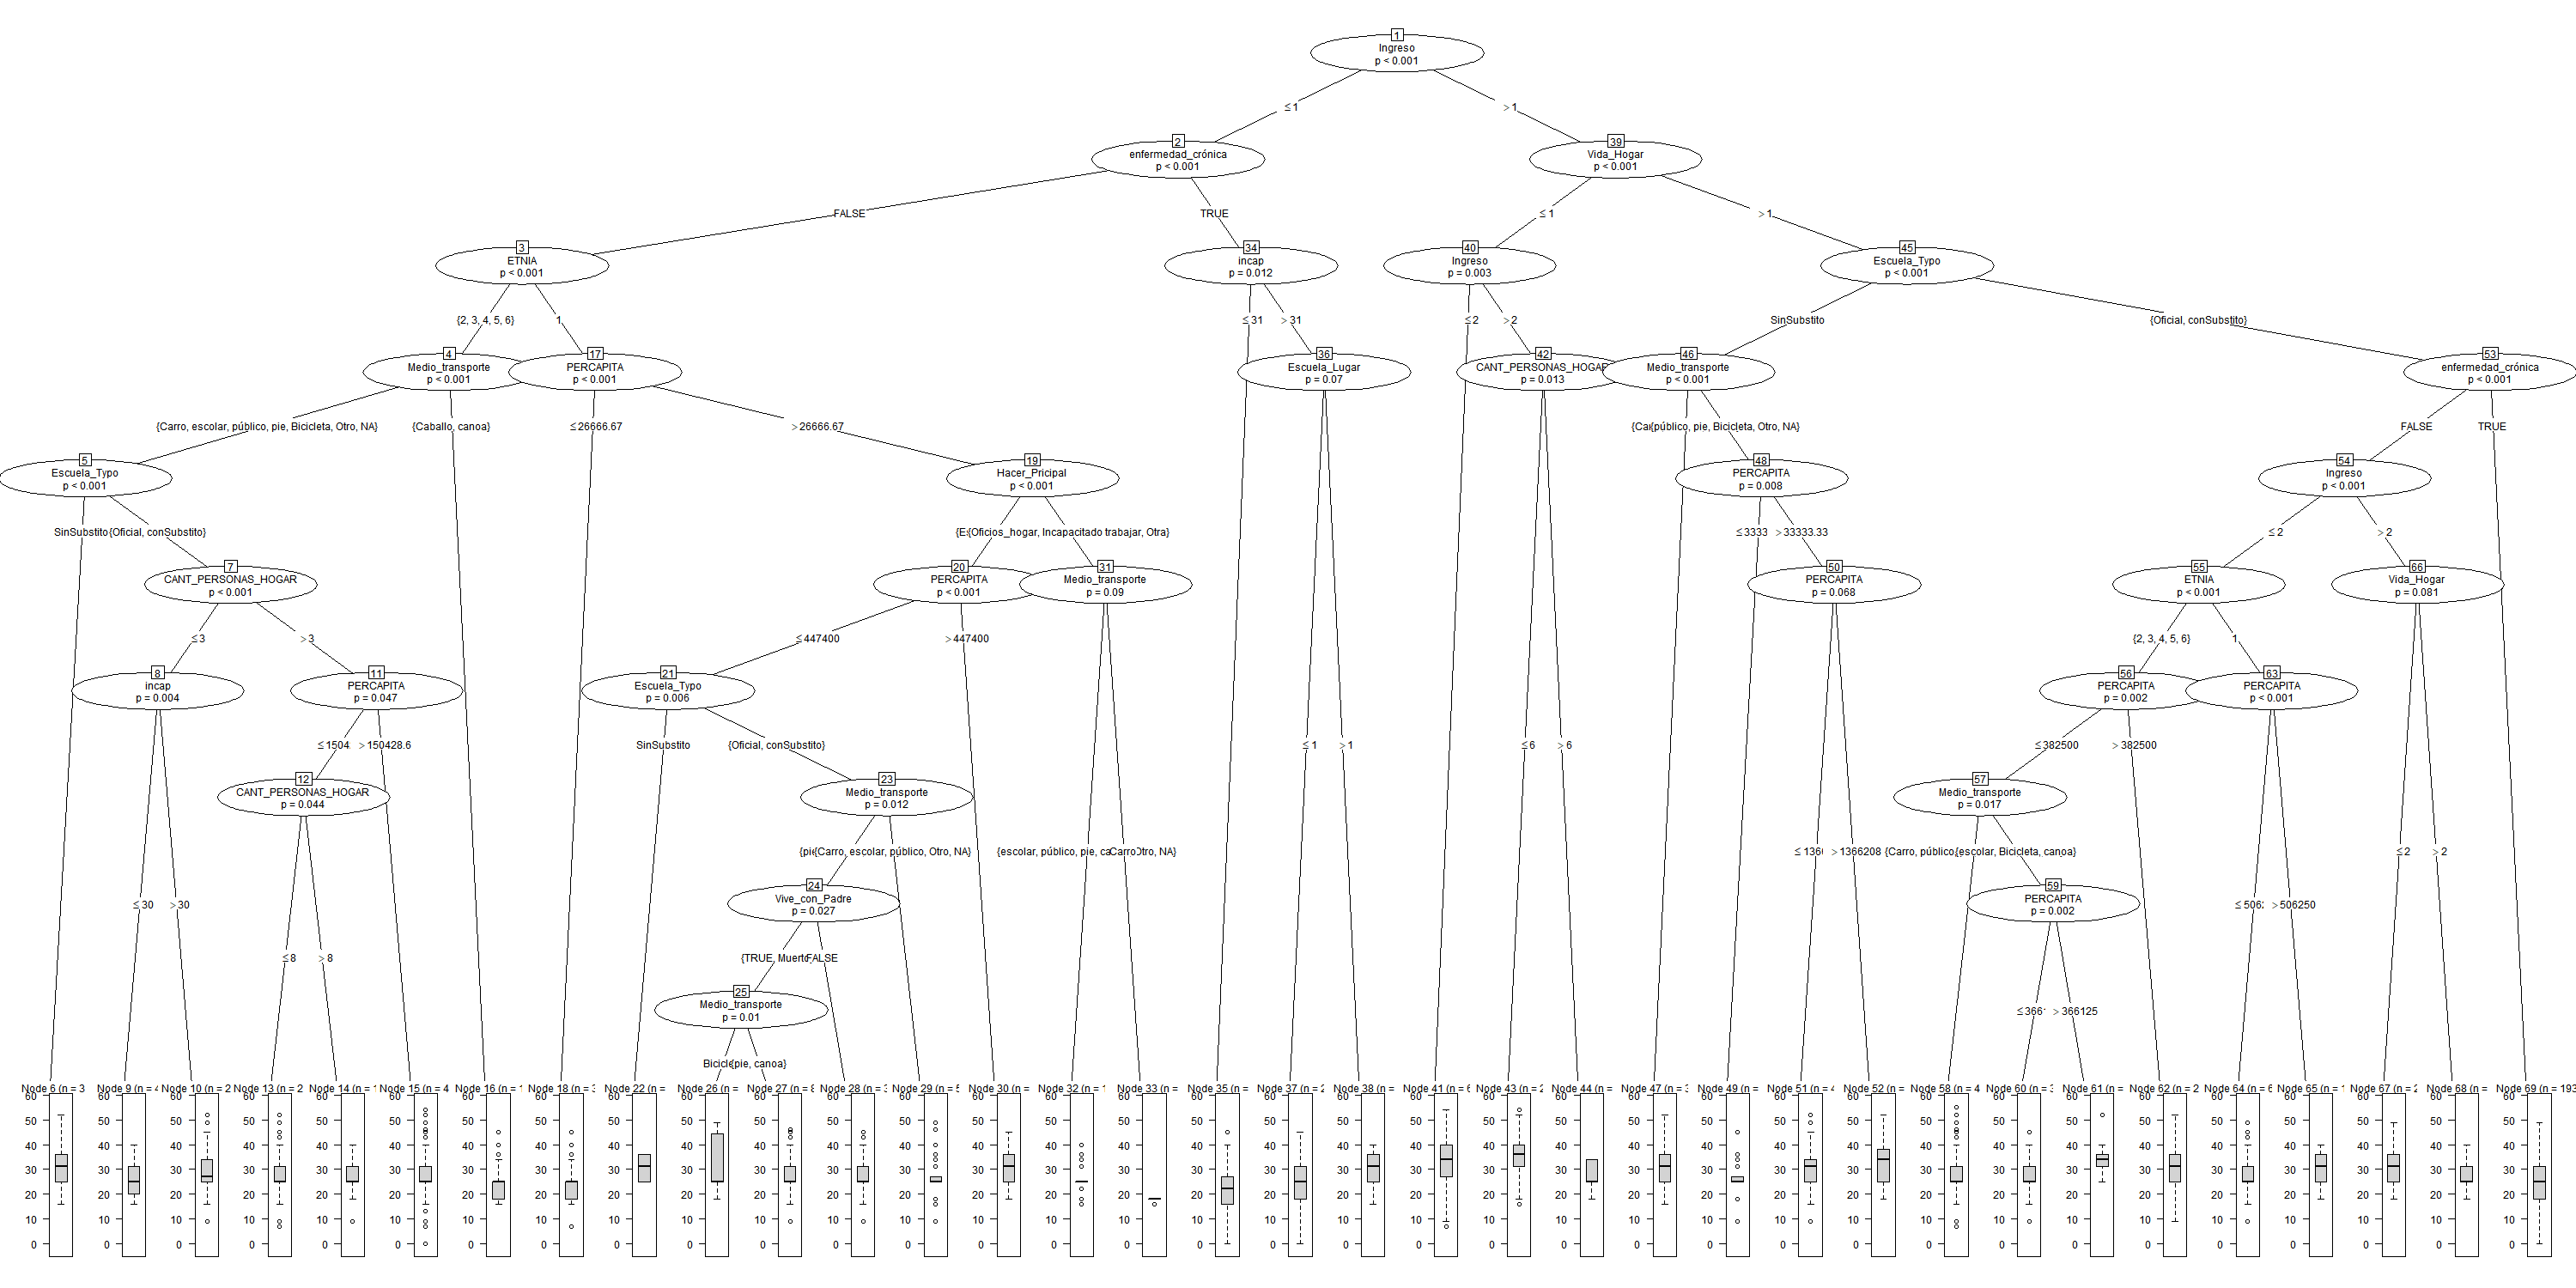 1
Ingreso
p < 0.001
≤ 1
> 1
2
enfermedad_crónica
p < 0.001
39
Vida_Hogar
p < 0.001
FALSE
TRUE
≤ 1
> 1
3
ETNIA
p < 0.001
34
incap
p = 0.012
40
Ingreso
p = 0.003
45
Escuela_Typo
p < 0.001
{2, 3, 4, 5, 6}
1
≤ 31
> 31
≤ 2
> 2
SinSubstito
{Oficial, conSubstito}
4
Medio_transporte
p < 0.001
17
PERCAPITA
p < 0.001
36
Escuela_Lugar
p = 0.07
42
CANT_PERSONAS_HOGAR
p = 0.013
46
Medio_transporte
p < 0.001
53
enfermedad_crónica
p < 0.001
{Carro, escolar, público, pie, Bicicleta, Otro, NA}
{Caballo, canoa}
≤ 26666.67
> 26666.67
{público, pie, Bicicleta, Otro, NA}
FALSE
TRUE
5
Escuela_Typo
p < 0.001
19
Hacer_Pricipal
p < 0.001
48
PERCAPITA
p = 0.008
54
Ingreso
p < 0.001
SinSubstito
{Oficial, conSubstito}
{Oficios_hogar, Incapacitado trabajar, Otra}
≤ 3333
> 33333.33
≤ 2
> 2
7
CANT_PERSONAS_HOGAR
p < 0.001
20
PERCAPITA
p < 0.001
31
Medio_transporte
p = 0.09
50
PERCAPITA
p = 0.068
55
ETNIA
p < 0.001
66
Vida_Hogar
p = 0.081
≤ 3
> 3
≤ 447400
> 447400
{2, 3, 4, 5, 6}
1
8
incap
p = 0.004
11
PERCAPITA
p = 0.047
21
Escuela_Typo
p = 0.006
56
PERCAPITA
p = 0.002
63
PERCAPITA
p < 0.001
≤ 1504
> 150428.6
SinSubstito
{Oficial, conSubstito}
≤ 1
> 1
≤ 6
> 6
≤ 382500
> 382500
12
CANT_PERSONAS_HOGAR
p = 0.044
23
Medio_transporte
p = 0.012
57
Medio_transporte
p = 0.017
{Carro, escolar, público, Otro, NA}
{escolar, público, pie, ca
Carro
Otro, NA}
> 1366208
{Carro, público,
{escolar, Bicicleta, canoa}
≤ 2
> 2
24
Vive_con_Padre
p = 0.027
59
PERCAPITA
p = 0.002
≤ 30
> 30
≤ 506
> 506250
≤ 8
> 8
{TRUE, Muerto
FALSE
25
Medio_transporte
p = 0.01
≤ 366
> 366125
{pie, canoa}
Node 6 (n = 3
Node 9 (n = 4
Node 10 (n = 2
Node 13 (n = 2
Node 14 (n =
Node 15 (n = 4
Node 16 (n =
Node 18 (n = 3
Node 22 (n =
Node 26 (n =
Node 27 (n =
Node 28 (n =
Node 29 (n = 5
Node 30 (n =
Node 32 (n =
Node 33 (n =
Node 35 (n =
Node 37 (n = 2
Node 38 (n =
Node 41 (n = 6
Node 43 (n = 2
Node 44 (n =
Node 47 (n = 3
Node 49 (n =
Node 51 (n = 4
Node 52 (n =
Node 58 (n = 4
Node 60 (n = 3
Node 61 (n =
Node 62 (n = 2
Node 64 (n = 6
Node 65 (n =
Node 67 (n = 2
Node 68 (n =
Node 69 (n = 193
60
50
40
30
20
10
0